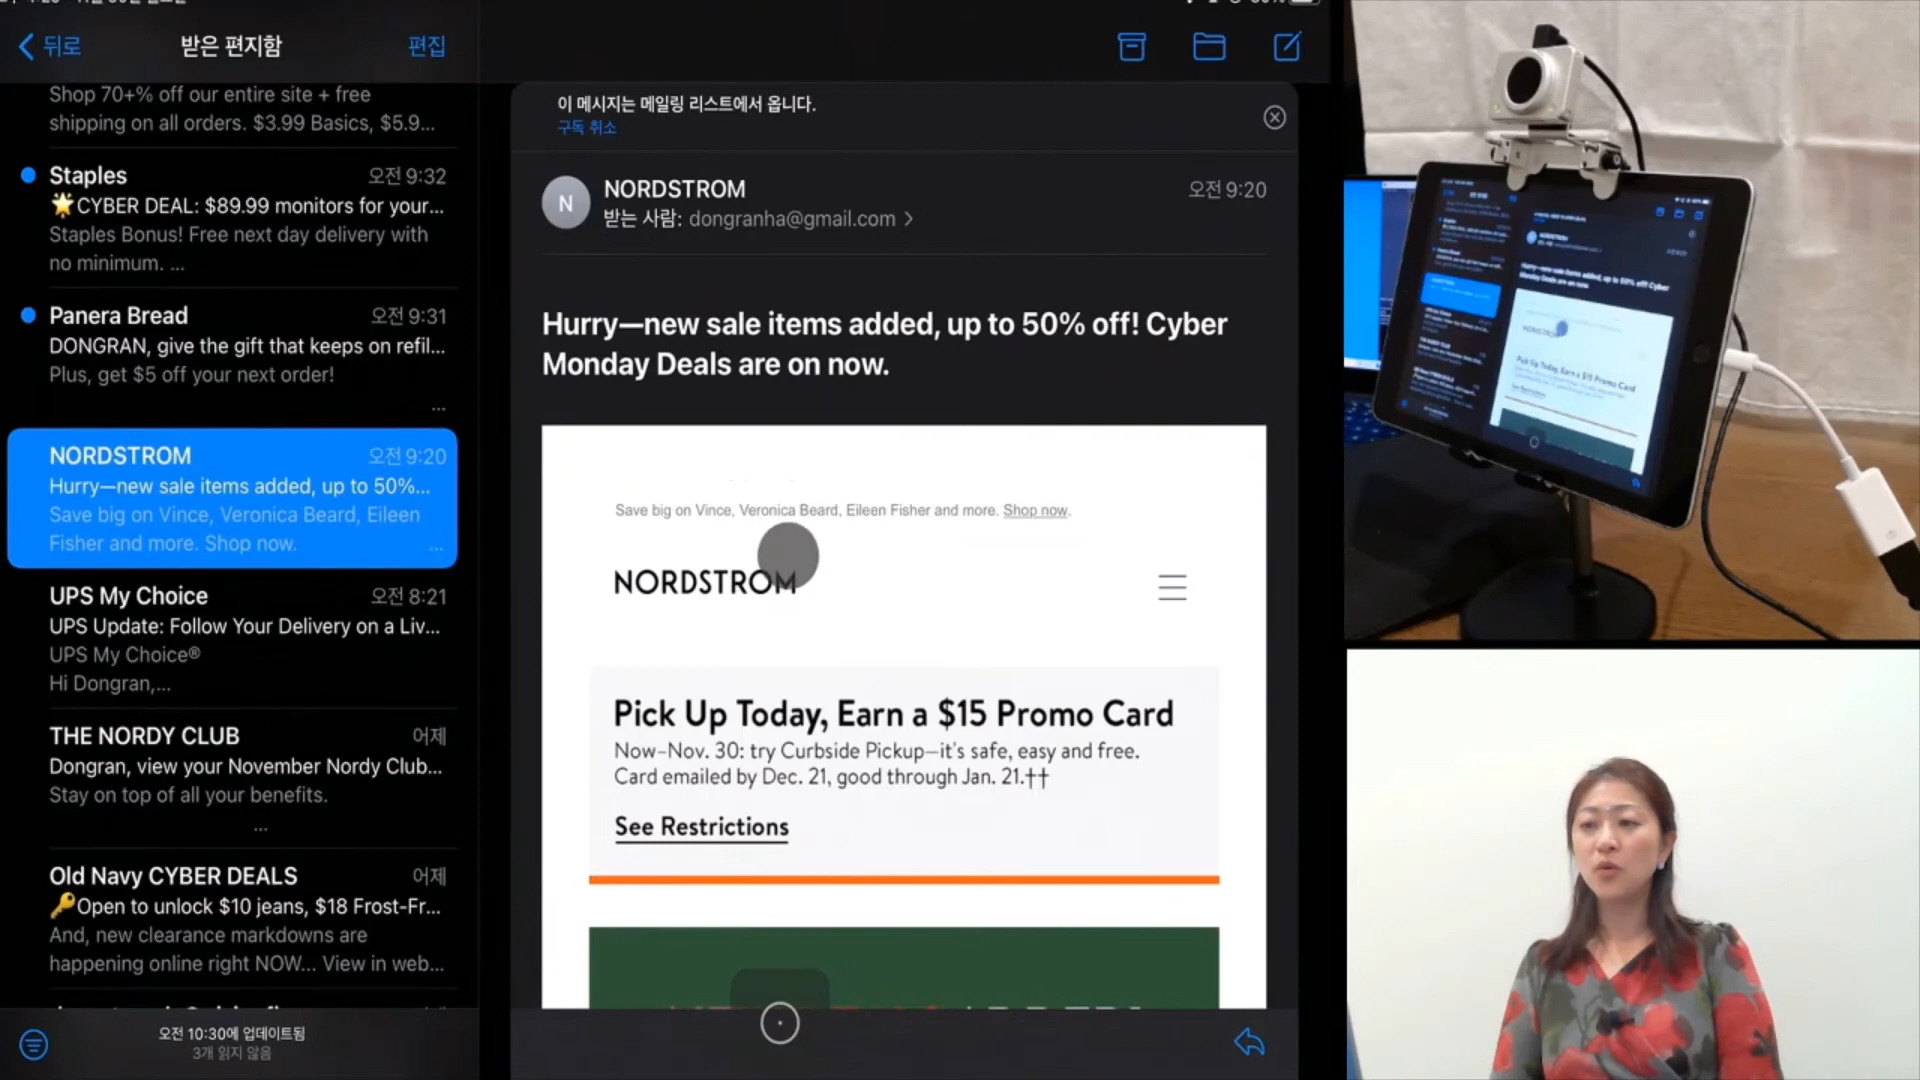 뒤로
받은 편지함
편집
Shop 70+% off our entire site + free
shipping on all orders. $3.99 Basics, $5.9...
Staples
오전 9:32
🌟CYBER DEAL: $89.99 monitors for your...
Staples Bonus! Free next day delivery with
no minimum. ...
Panera Bread
오전 9:31
DONGRAN, give the gift that keeps on refil...
Plus, get $5 off your next order!
...
NORDSTROM
오전 9:20
Hurry—new sale items added, up to 50%...
Save big on Vince, Veronica Beard, Eileen
Fisher and more. Shop now.
...
UPS My Choice
오전 8:21
UPS Update: Follow Your Delivery on a Liv...
UPS My Choice®
Hi Dongran,...
THE NORDY CLUB
어제
Dongran, view your November Nordy Club...
Stay on top of all your benefits.
...
Old Navy CYBER DEALS
어제
🔑Open to unlock $10 jeans, $18 Frost-Fr...
And, new clearance markdowns are
happening online right NOW... View in web...
오전 10:30에 업데이트됨
3개 읽지 않음
이 메시지는 메일링 리스트에서 옵니다.
구독 취소
N
NORDSTROM
오전 9:20
받는 사람: dongranha@gmail.com
Hurry—new sale items added, up to 50% off! Cyber
Monday Deals are on now.
Save big on Vince, Veronica Beard, Eileen Fisher and more. Shop now.
NORDSTROM
Pick Up Today, Earn a $15 Promo Card
Now–Nov. 30: try Curbside Pickup—it's safe, easy and free.
Card emailed by Dec. 21, good through Jan. 21.††
See Restrictions